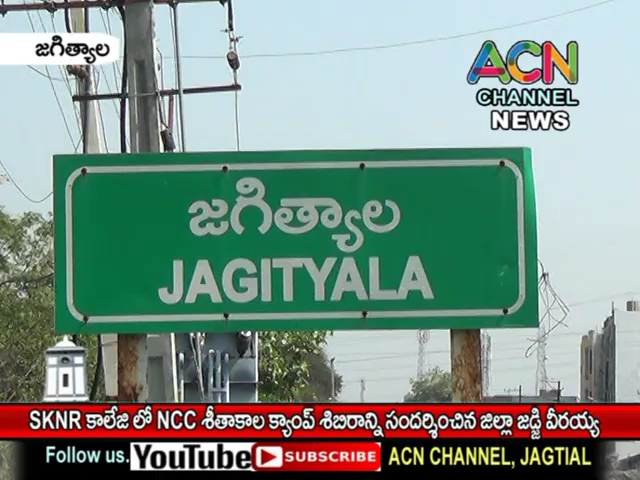 జగిత్యాల
ACN
CHANNEL
NEWS
జగిత్యాల
JAGITYALA
SKNR కాలేజి లో NCC శీతాకాల క్యాంప్ శిబిరాన్ని సందర్శించిన జిల్లా జడ్జి వీరయ్య
Follow us. YouTube SUBSCRIBE ACN CHANNEL, JAGTIAL